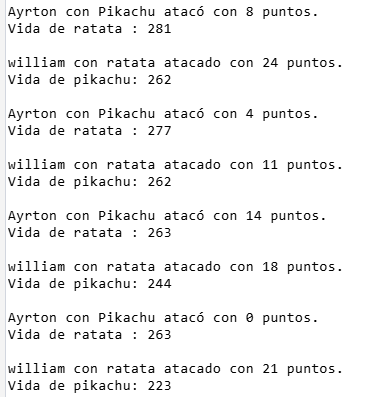 Ayrton con Pikachu atacó con 8 puntos.
Vida de ratata : 281
william con ratata atacado con 24 puntos.
Vida de pikachu: 262
Ayrton con Pikachu atacó con 4 puntos.
Vida de ratata : 277
william con ratata atacado con 11 puntos.
Vida de pikachu: 262
Ayrton con Pikachu atacó con 14 puntos.
Vida de ratata : 263
william con ratata atacado con 18 puntos.
Vida de pikachu: 244
Ayrton con Pikachu atacó con 0 puntos.
Vida de ratata : 263
william con ratata atacado con 21 puntos.
Vida de pikachu: 223